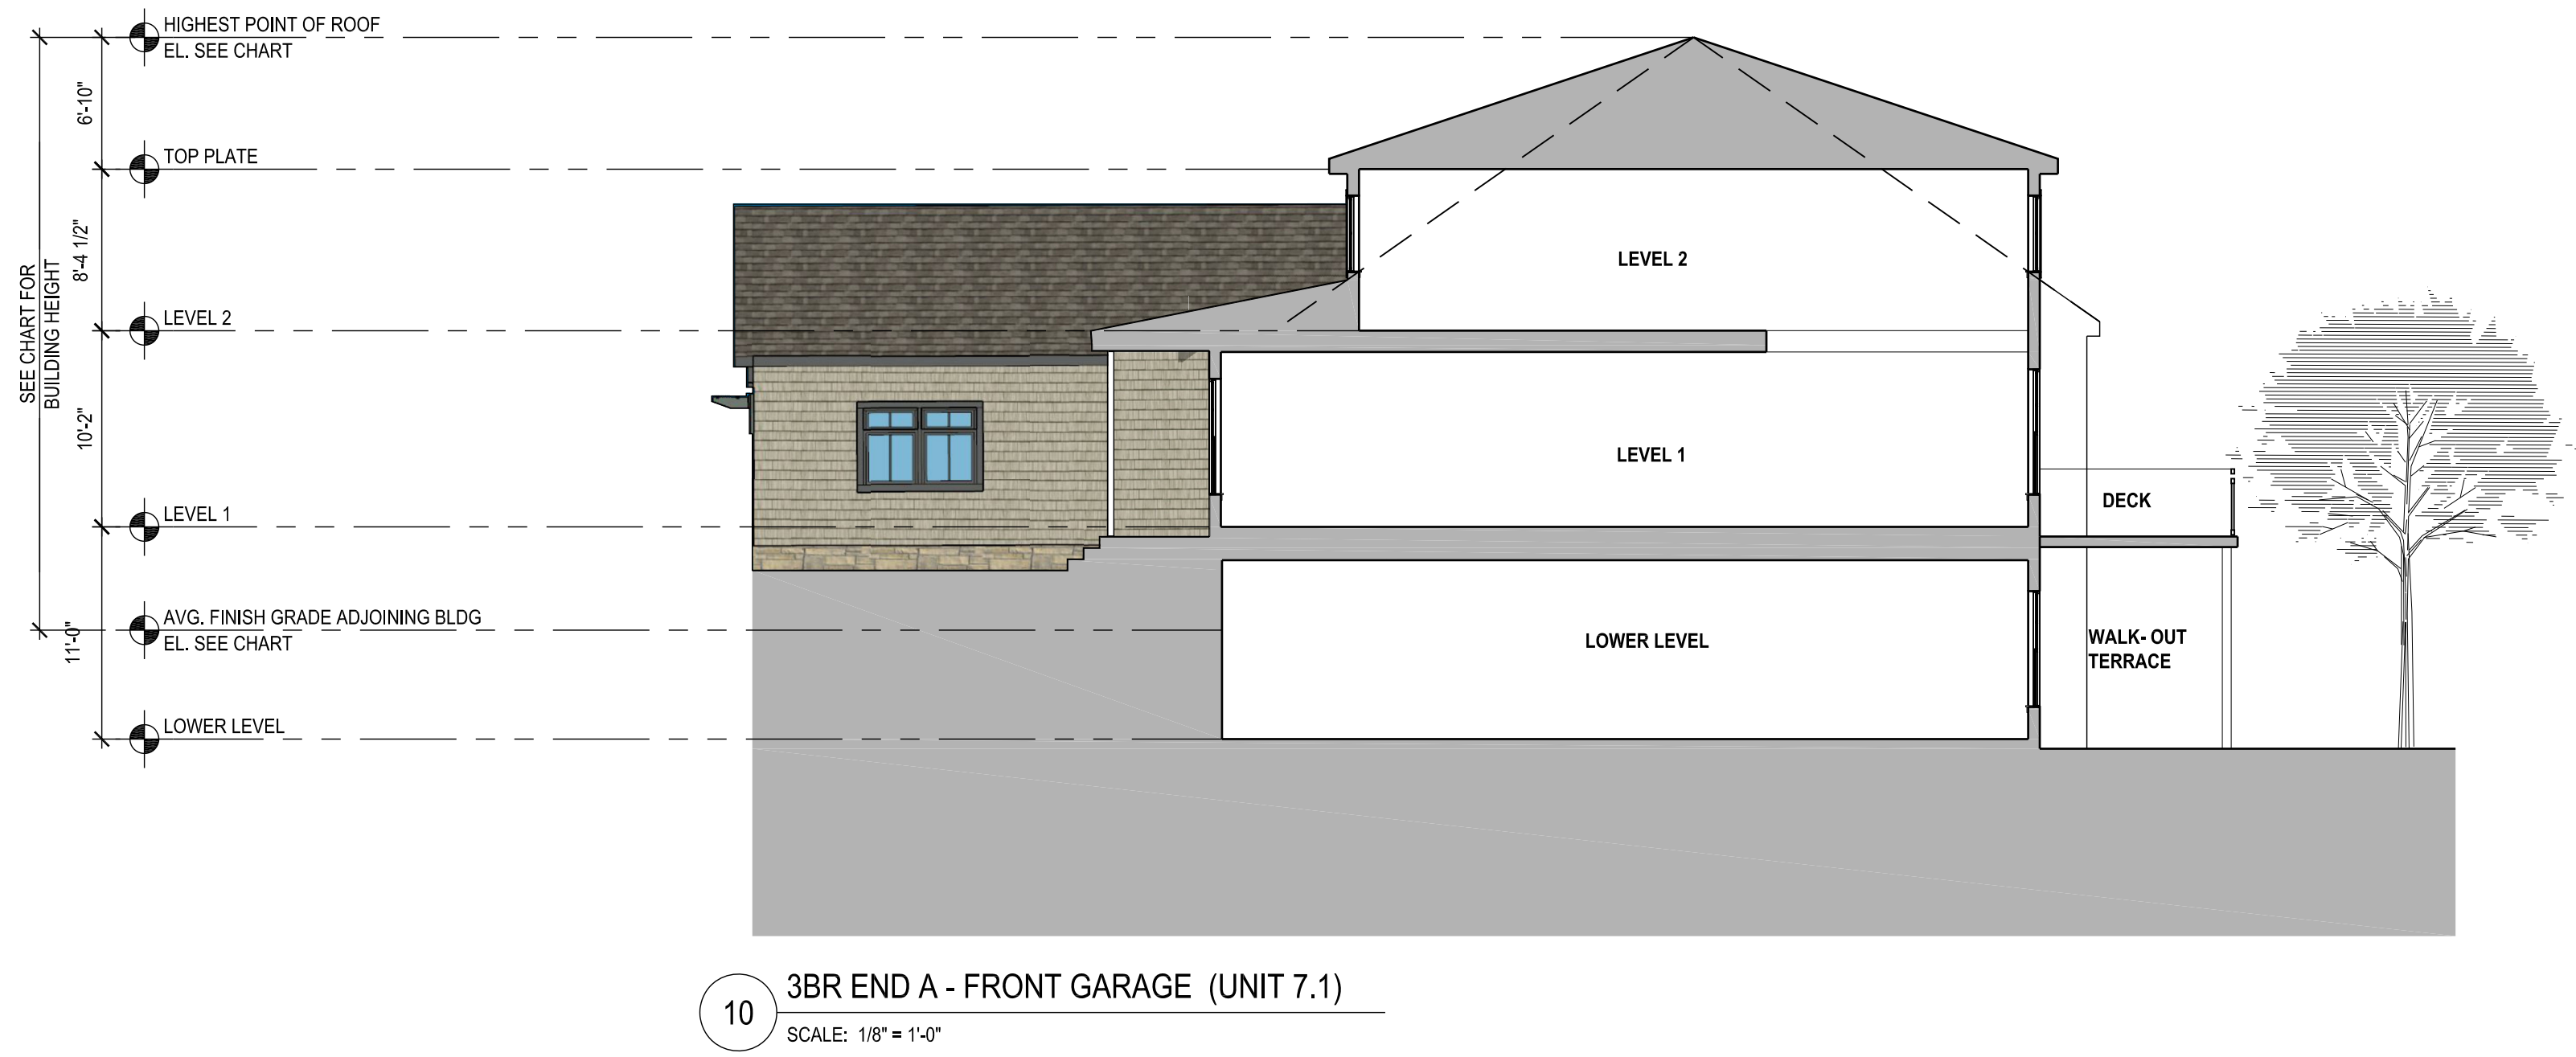 HIGHEST POINT OF ROOF
EL. SEE CHART
6'-10"
TOP PLATE
8'-4 1/2"
SEE CHART FOR
BUILDING HEIGHT
LEVEL 2
10'-2"
LEVEL 1
AVG. FINISH GRADE ADJOINING BLDG
EL. SEE CHART
11'-0"
LOWER LEVEL
LEVEL 2
LEVEL 1
DECK
LOWER LEVEL
WALK- OUT
TERRACE
10
3BR END A - FRONT GARAGE (UNIT 7.1)
SCALE: 1/8" = 1'-0"